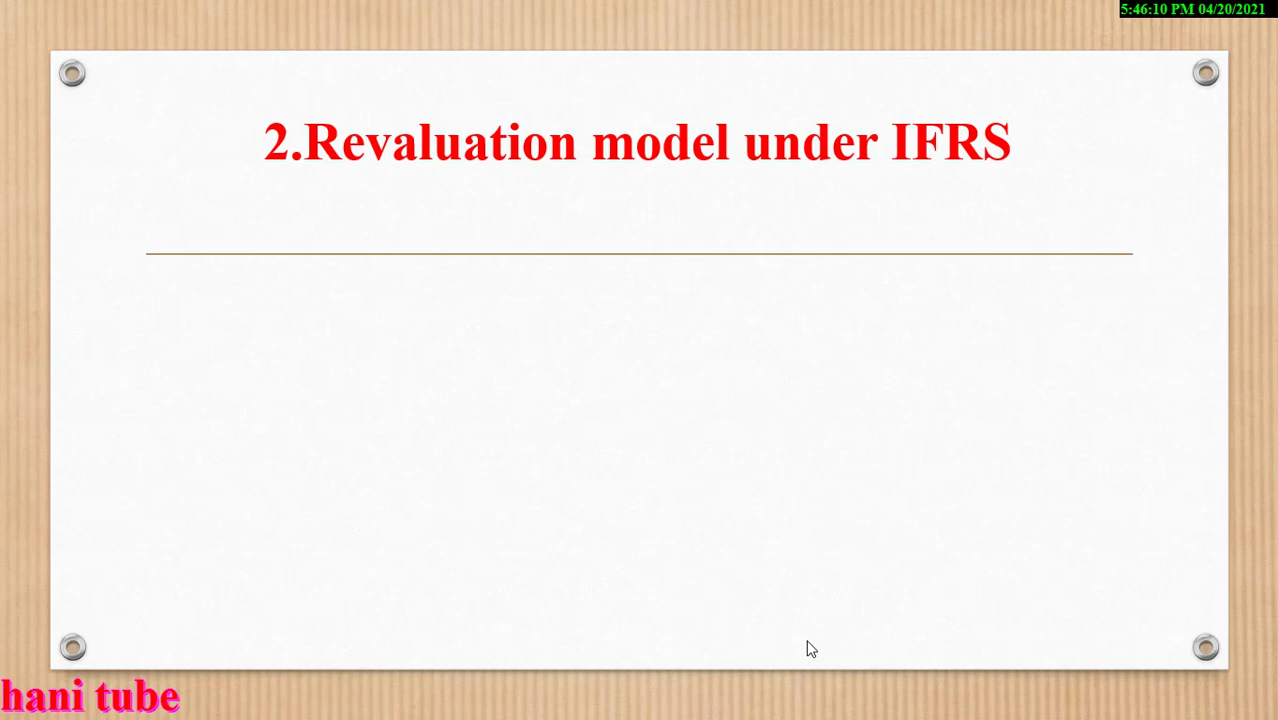 5:46:10 PM 04/20/2021
2.Revaluation model under IFRS
hani tube